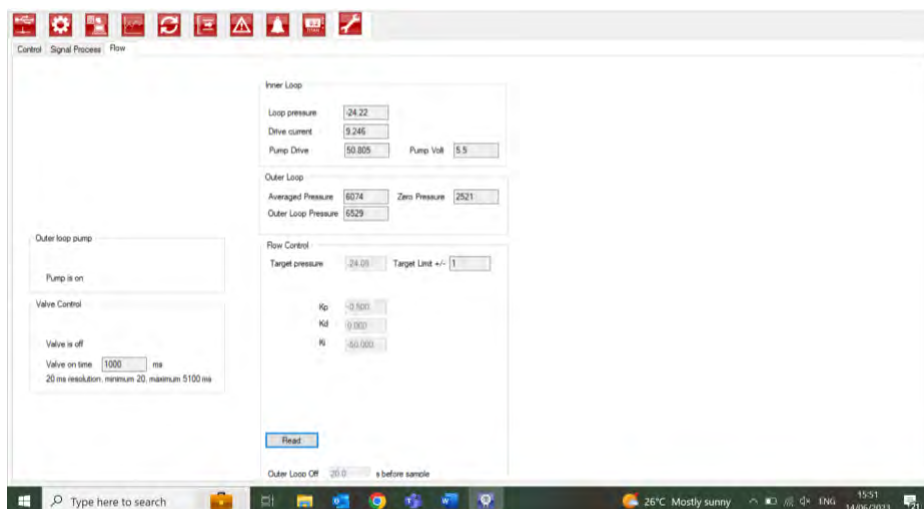 Control Signal Process Flow
Inner Loop
Loop pressure -24.22
Drive current 9.246
Pump Drive 50.805 Pump Volt 5.5
Outer Loop
Averaged Pressure 6074 Zero Pressure 2521
Outer Loop Pressure 6529
Outer loop pump
Pump is on
Valve Control
Valve is off
Valve on time 1000 ms
20 ms resolution, minimum 20, maximum 5100 ms
Flow Control
Target pressure -24.08 Target Limit +/- 1
Kp -0.500
Kd 0.000
Ki -50.000
Read
Outer Loop Off 20.0 s before sample
Type here to search
26°C Mostly sunny ENG 15:51
14/06/2023